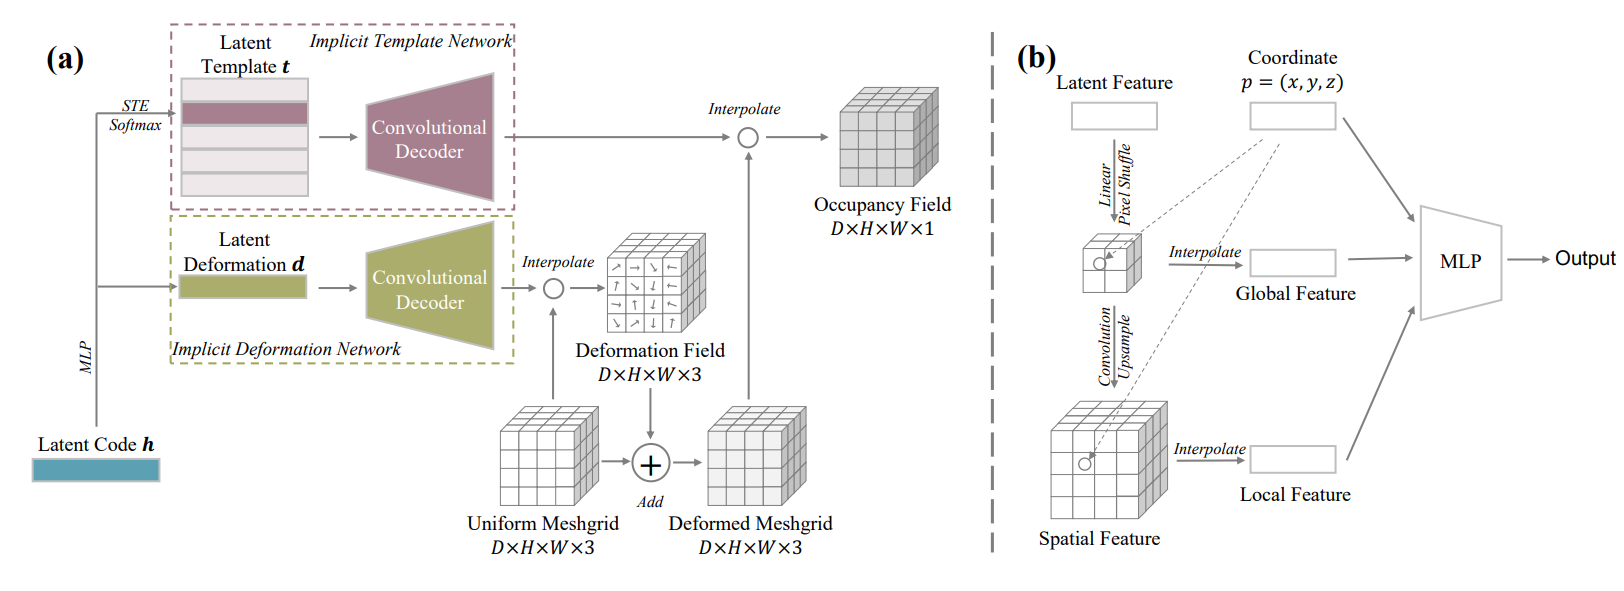 (a)
Latent
Template t
Implicit Template Network
STE
Softmax
Convolutional
Decoder
Interpolate
Occupancy Field
D×H×W×1
Latent
Deformation d
Convolutional
Decoder
Interpolate
Implicit Deformation Network
Deformation Field
D×H×W×3
MLP
Latent Code h
+
Add
Uniform Meshgrid
D×H×W×3
Deformed Meshgrid
D×H×W×3
(b)
Latent Feature
Coordinate
p = (x, y, z)
Linear
Pixel Shuffle
Interpolate
Global Feature
MLP
Output
Convolution
Upsample
Interpolate
Local Feature
Spatial Feature